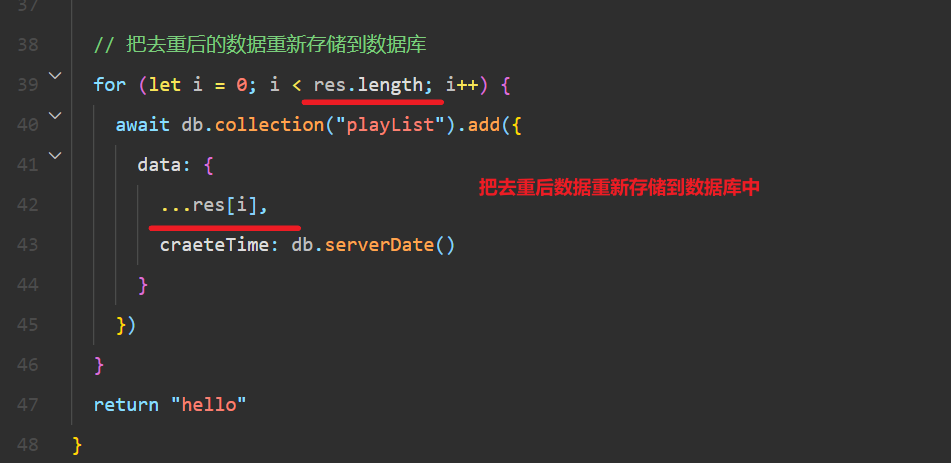 37
38 // 把去重后的数据重新存储到数据库
39 for (let i = 0; i < res.length; i++) {
40 await db.collection("playList").add({
41 data: {
把去重后数据重新存储到数据库中
42 ...res[i],
43 craeteTime: db.serverDate()
44 }
45 })
46 }
47 return "hello"
48 }